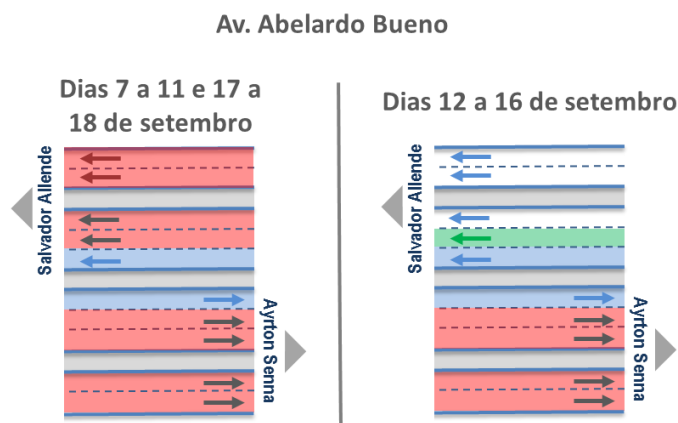 Av. Abelardo Bueno
Dias 7 a 11 e 17 a
18 de setembro
Salvador Allende
Ayrton Senna
Dias 12 a 16 de setembro
Salvador Allende
Ayrton Senna